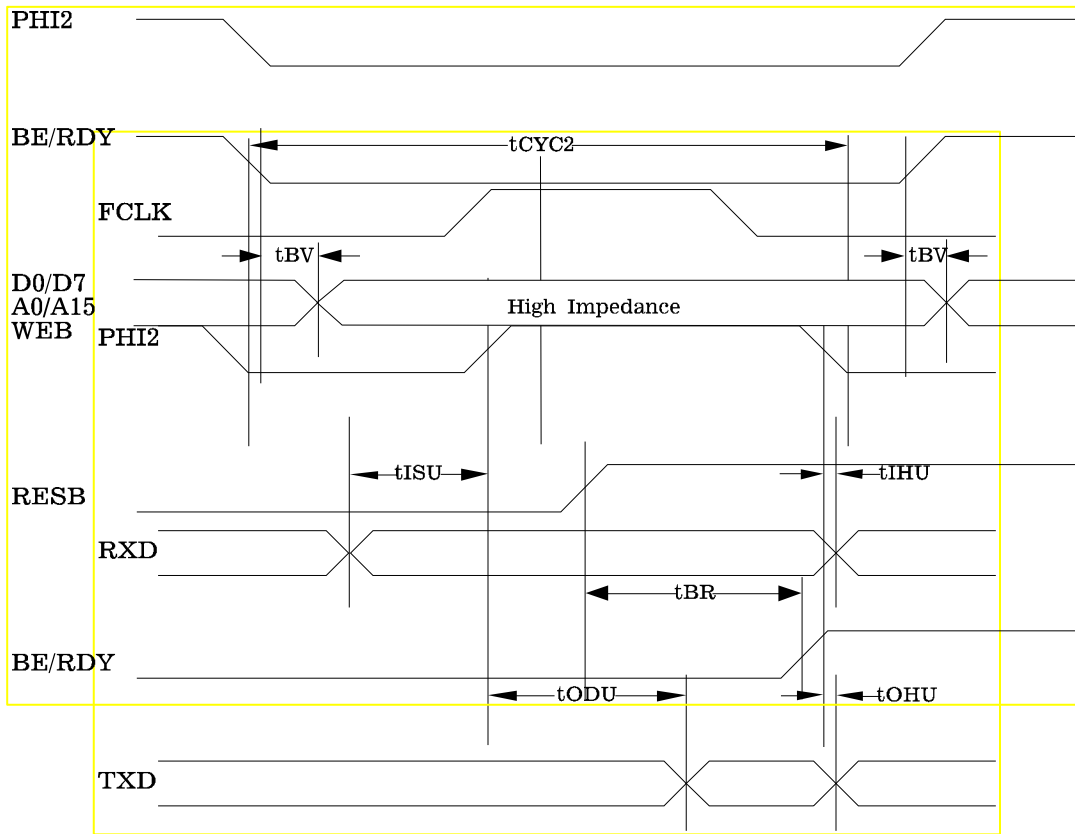 PHI2
BE/RDY
tCYC2
FCLK
tBV
tBV
D0/D7
A0/A15
High Impedance
WEB
PHI2
tISU
tIHU
RESB
RXD
tBR
BE/RDY
tODU
tOHU
TXD